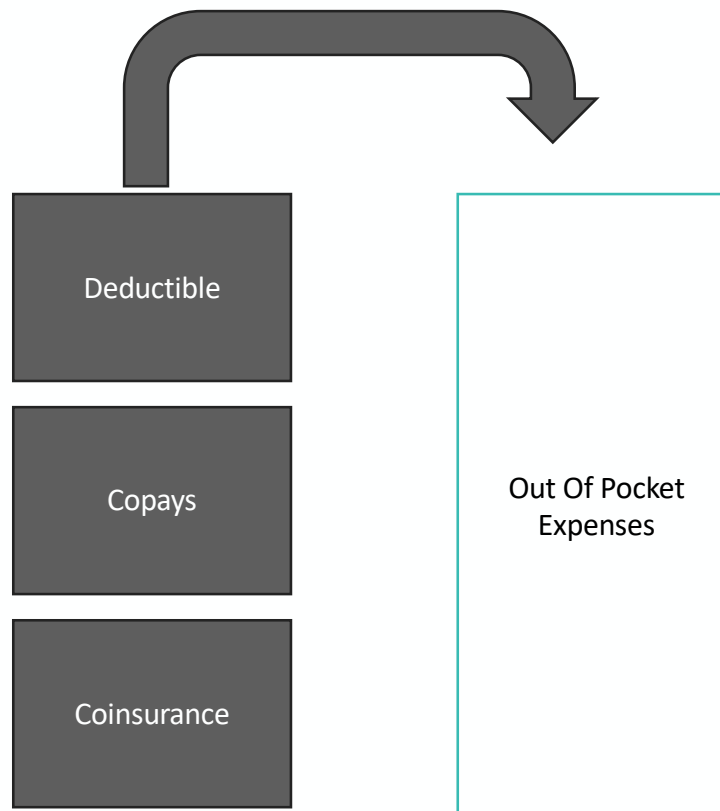 Deductible
Copays
Out Of Pocket
Expenses
Coinsurance